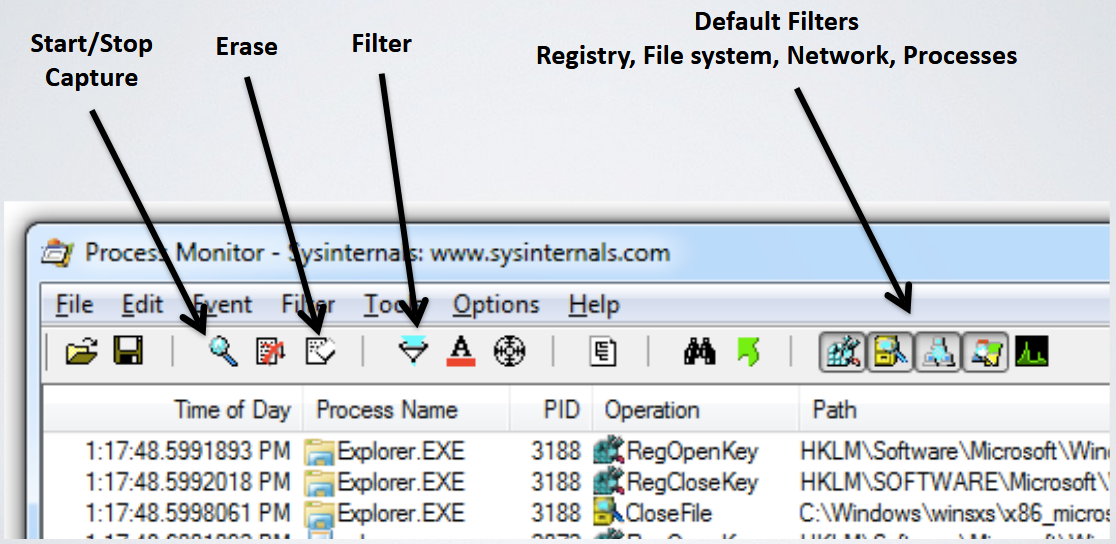 Default Filters
Start/Stop Erase Filter Registry, File system, Network, Processes
Capture
Process Monitor - Sysinternals: www.sysinternals.com
File Edit Event Filter Tools Options Help
Time of Day Process Name PID Operation Path
1:17:48.5991893 PM Explorer.EXE 3188 RegOpenKey HKLM\Software\Microsoft\Wind
1:17:48.5992018 PM Explorer.EXE 3188 RegCloseKey HKLM\SOFTWARE\Microsoft\
1:17:48.5998061 PM Explorer.EXE 3188 CloseFile C:\Windows\winsxs\x86_micros